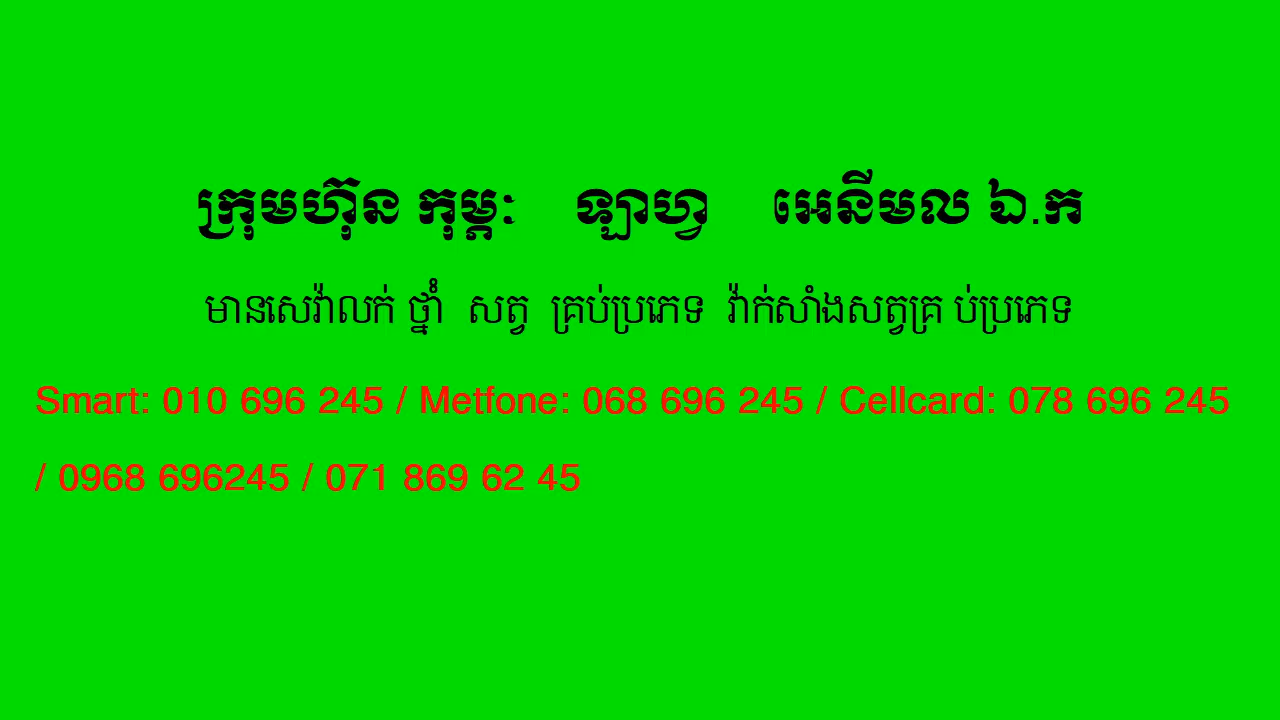 ក្រុមហ៊ុន កុម្ភៈ ឡាហ្វ អេនីមល ឯ.ក
មានសេវ៉ាលក់ ថ្នាំ សត្វ គ្រប់ប្រភេទ វ៉ាក់សាំងសត្វគ្រ ប់ប្រភេទ
Smart: 010 696 245 / Metfone: 068 696 245 / Cellcard: 078 696 245
/ 0968 696245 / 071 869 62 45